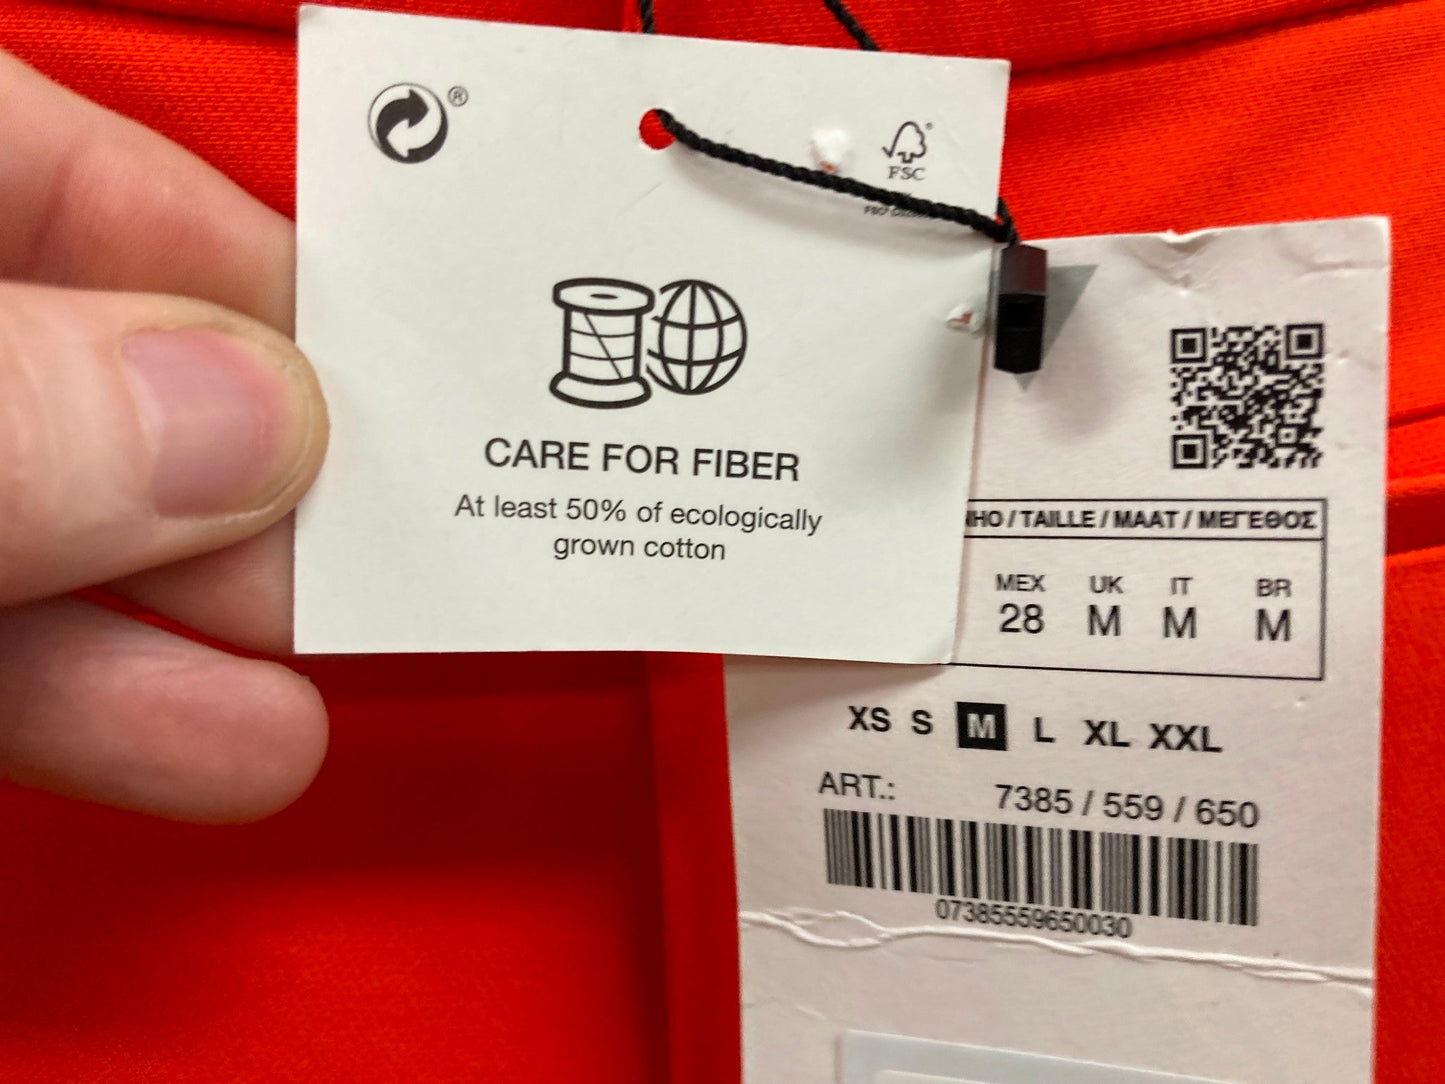 ®
FSC
CARE FOR FIBER
At least 50% of ecologically
grown cotton
/ TAILLE / MAAT / ΜΕΓΕΘΟΣ
MEX UK IT BR
28 M M M
XS S M L XL XXL
ART.: 7385 / 559 / 650
07385559650030